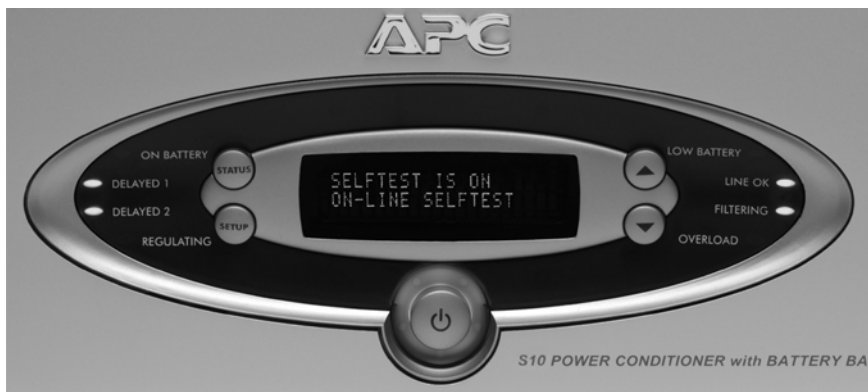 APC
ON BATTERY
DELAYED 1
DELAYED 2
REGULATING
STATUS
SETUP
SELFTEST IS ON
ON-LINE SELFTEST
LOW BATTERY
LINE OK
FILTERING
OVERLOAD
S10 POWER CONDITIONER with BATTERY BA